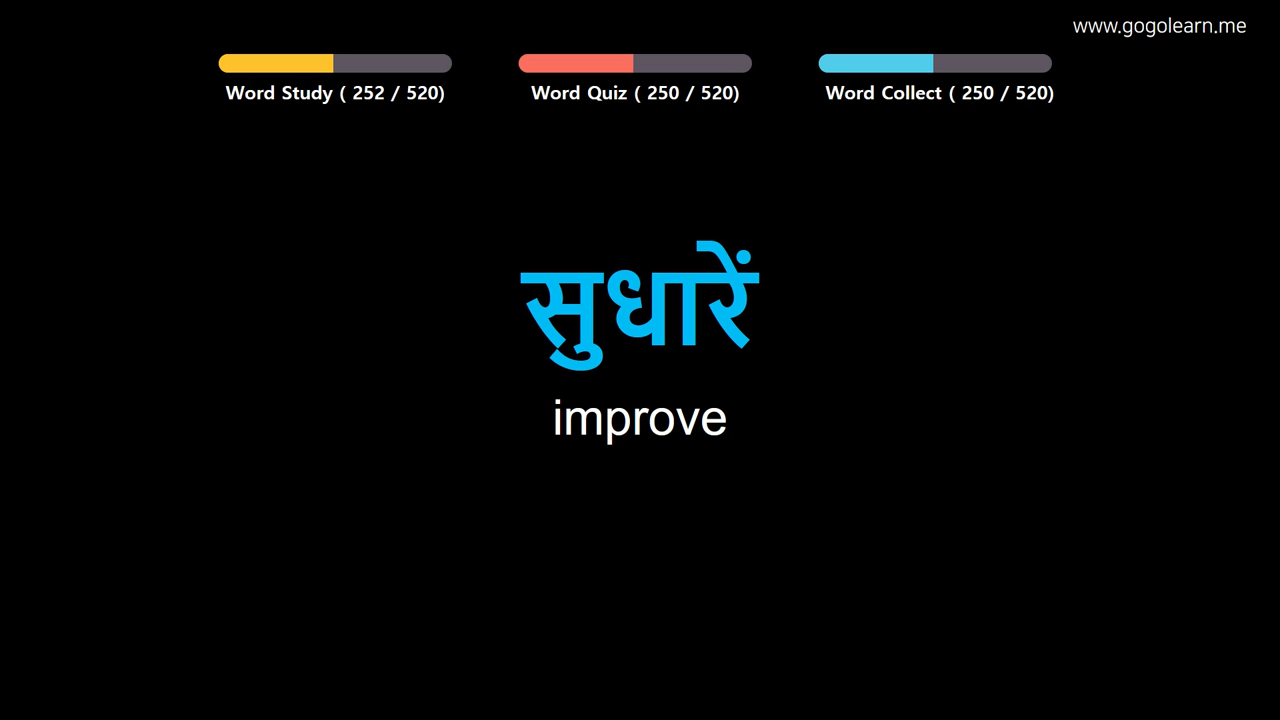 www.gogolearn.me
Word Study ( 252 / 520)
Word Quiz ( 250 / 520)
Word Collect ( 250 / 520)
सुधारें
improve